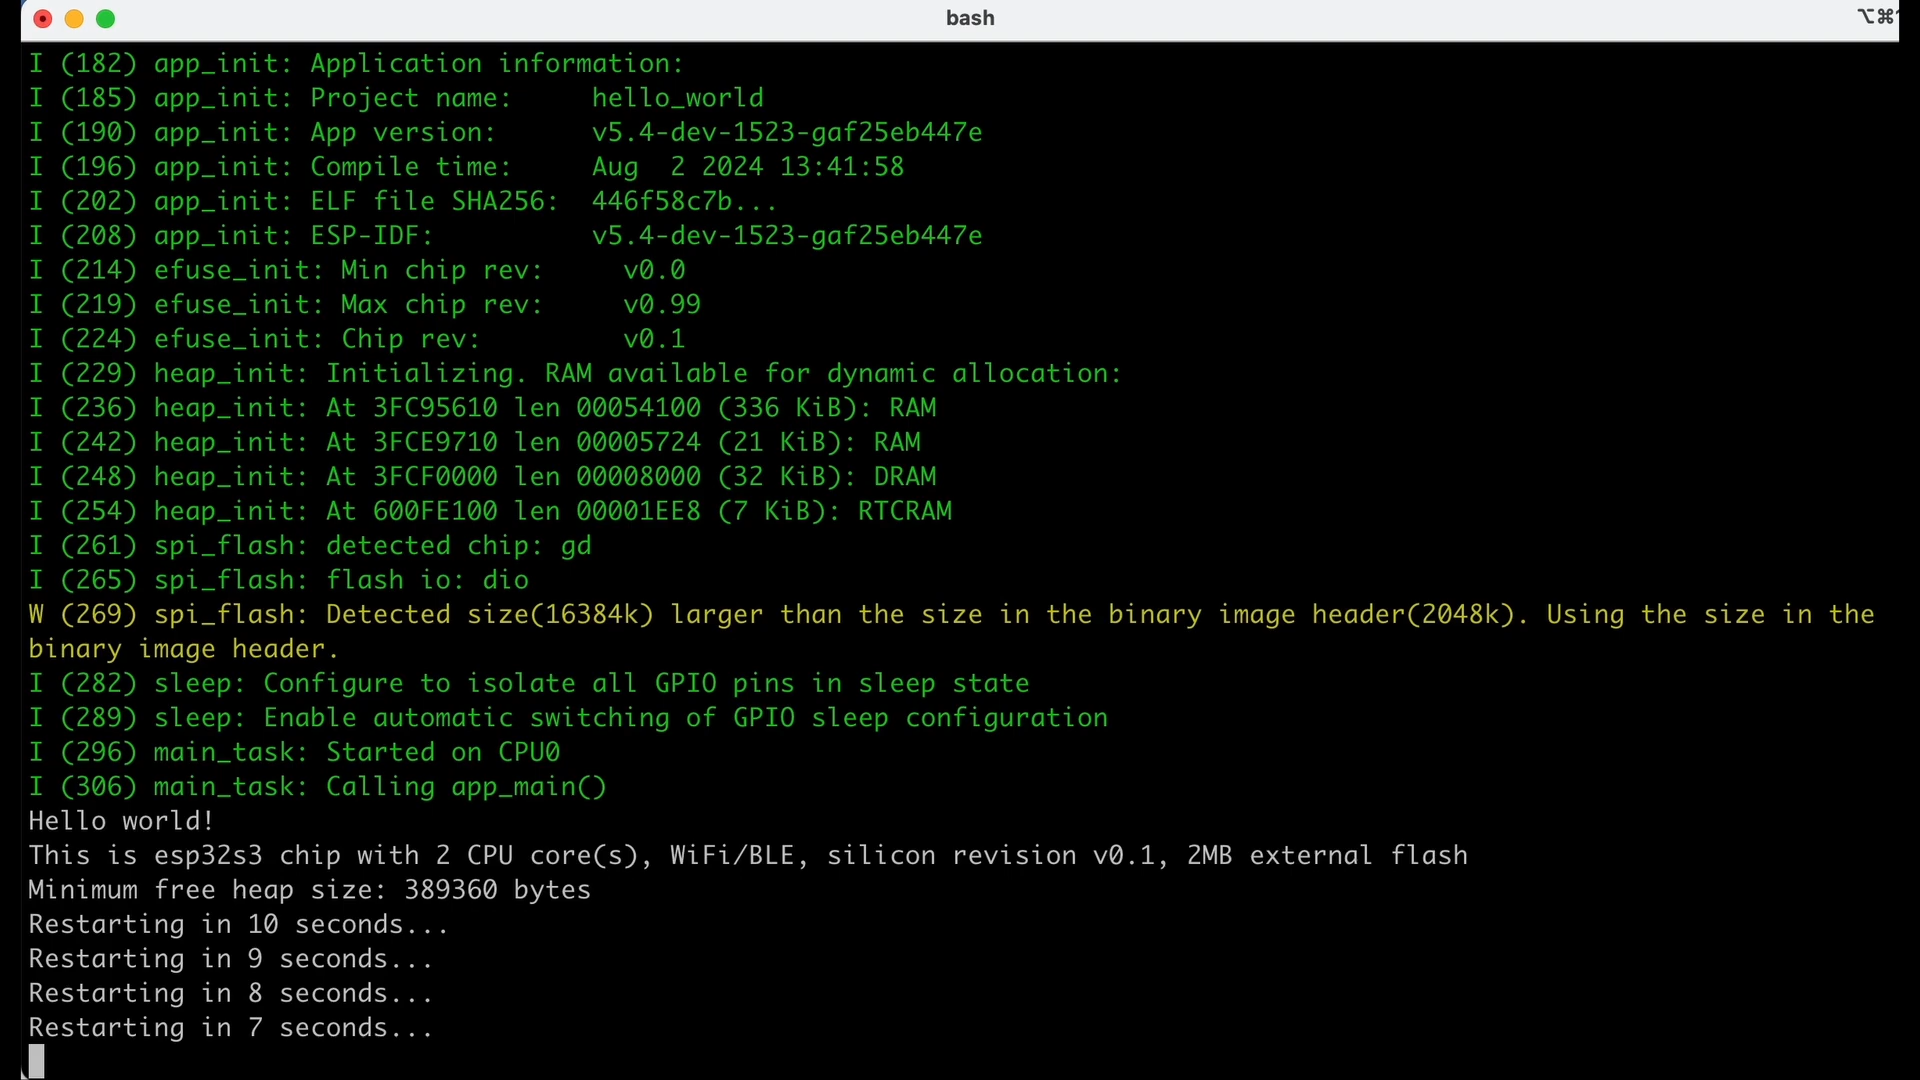 bash ⌥⌘
I (182) app_init: Application information:
I (185) app_init: Project name:     hello_world
I (190) app_init: App version:      v5.4-dev-1523-gaf25eb447e
I (196) app_init: Compile time:     Aug  2 2024 13:41:58
I (202) app_init: ELF file SHA256:  446f58c7b...
I (208) app_init: ESP-IDF:          v5.4-dev-1523-gaf25eb447e
I (214) efuse_init: Min chip rev:     v0.0
I (219) efuse_init: Max chip rev:     v0.99
I (224) efuse_init: Chip rev:         v0.1
I (229) heap_init: Initializing. RAM available for dynamic allocation:
I (236) heap_init: At 3FC95610 len 00054100 (336 KiB): RAM
I (242) heap_init: At 3FCE9710 len 00005724 (21 KiB): RAM
I (248) heap_init: At 3FCF0000 len 00008000 (32 KiB): DRAM
I (254) heap_init: At 600FE100 len 00001EE8 (7 KiB): RTCRAM
I (261) spi_flash: detected chip: gd
I (265) spi_flash: flash io: dio
W (269) spi_flash: Detected size(16384k) larger than the size in the binary image header(2048k). Using the size in the
binary image header.
I (282) sleep: Configure to isolate all GPIO pins in sleep state
I (289) sleep: Enable automatic switching of GPIO sleep configuration
I (296) main_task: Started on CPU0
I (306) main_task: Calling app_main()
Hello world!
This is esp32s3 chip with 2 CPU core(s), WiFi/BLE, silicon revision v0.1, 2MB external flash
Minimum free heap size: 389360 bytes
Restarting in 10 seconds...
Restarting in 9 seconds...
Restarting in 8 seconds...
Restarting in 7 seconds...